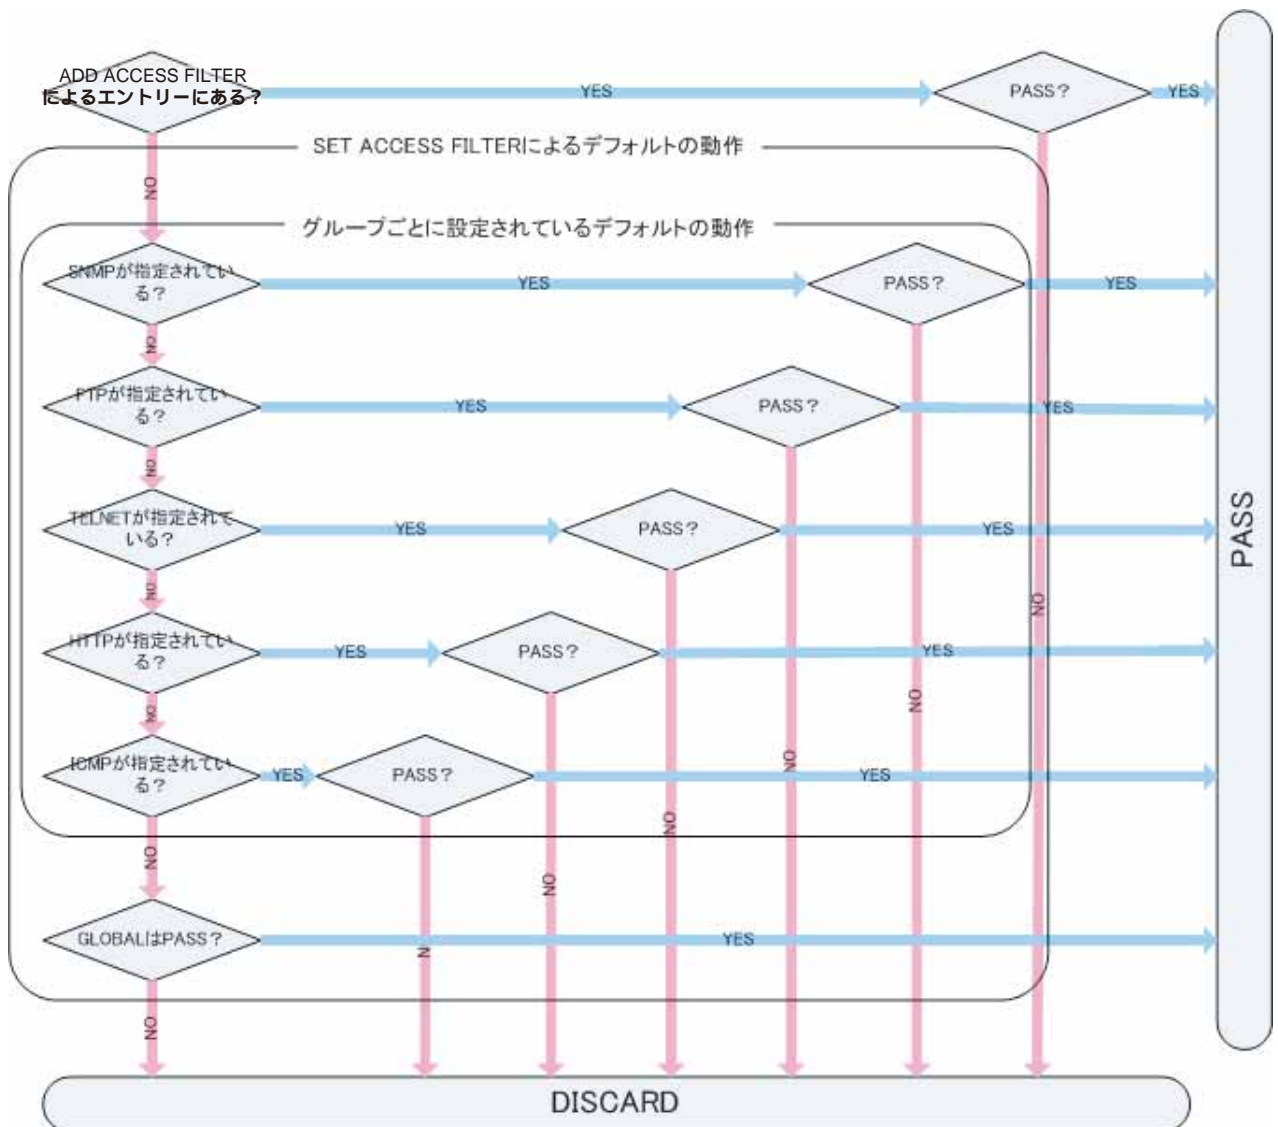 ADD ACCESS FILTER
によるエントリーにある？
YES
PASS？
YES
SET ACCESS FILTERによるデフォルトの動作
NO
グループごとに設定されているデフォルトの動作
SNMPが指定されてい
る？
YES
PASS？
YES
NO
FTPが指定されてい
る？
YES
PASS？
YES
NO
TELNETが指定されて
いる？
YES
PASS？
YES
PASS
NO
NO
HTTPが指定されてい
る？
YES
PASS？
YES
NO
NO
NO
ICMPが指定されてい
る？
YES
PASS？
YES
NO
NO
NO
GLOBALはPASS？
YES
N
NO
DISCARD